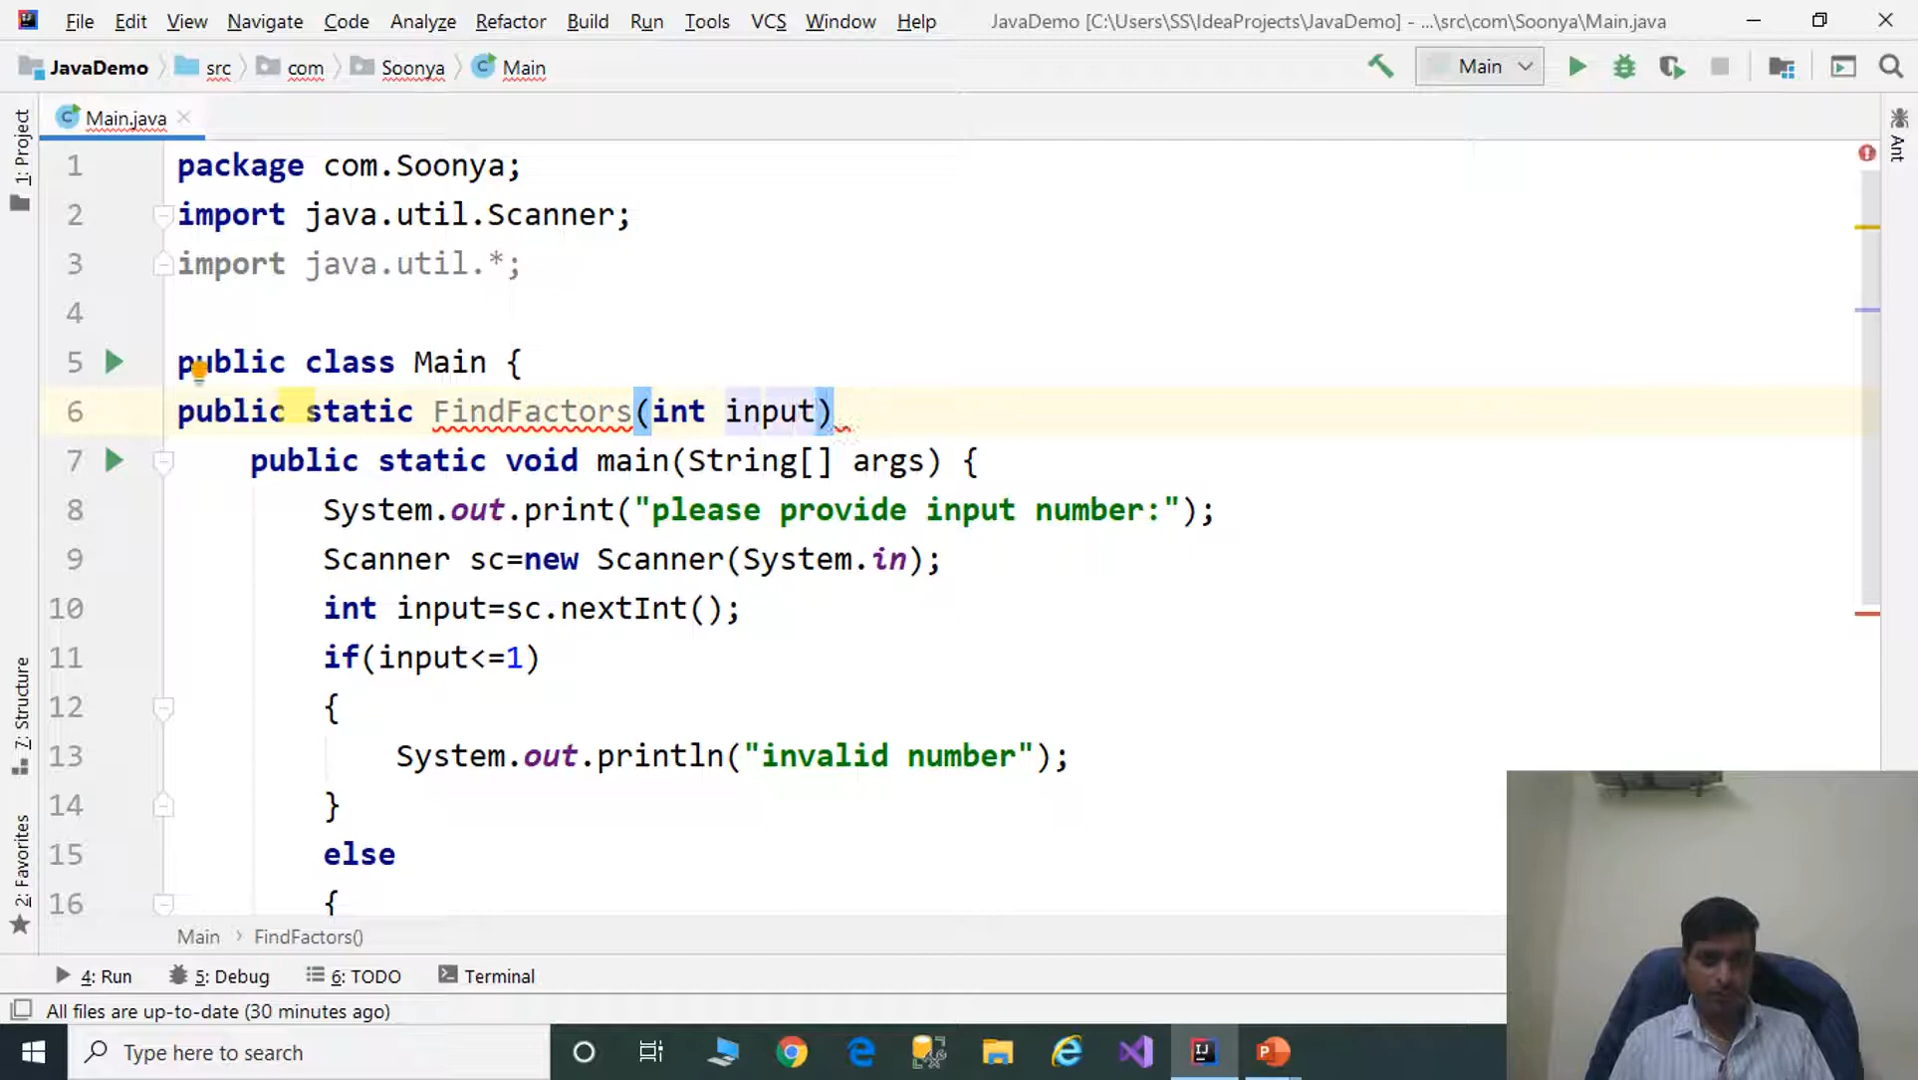 File Edit View Navigate Code Analyze Refactor Build Run Tools VCS Window Help JavaDemo [C:\Users\SS\IdeaProjects\JavaDemo] - ...\src\com\Soonya\Main.java
JavaDemo src com Soonya Main Main
Main.java
1: Project
Ant
7: Structure
2: Favorites
1 package com.Soonya;
2 import java.util.Scanner;
3 import java.util.*;
4
5 public class Main {
6 public static FindFactors(int input)
7 public static void main(String[] args) {
8 System.out.print("please provide input number:");
9 Scanner sc=new Scanner(System.in);
10 int input=sc.nextInt();
11 if(input<=1)
12 {
13 System.out.println("invalid number");
14 }
15 else
16 {
Main FindFactors()
4: Run 5: Debug 6: TODO Terminal
All files are up-to-date (30 minutes ago)
Type here to search